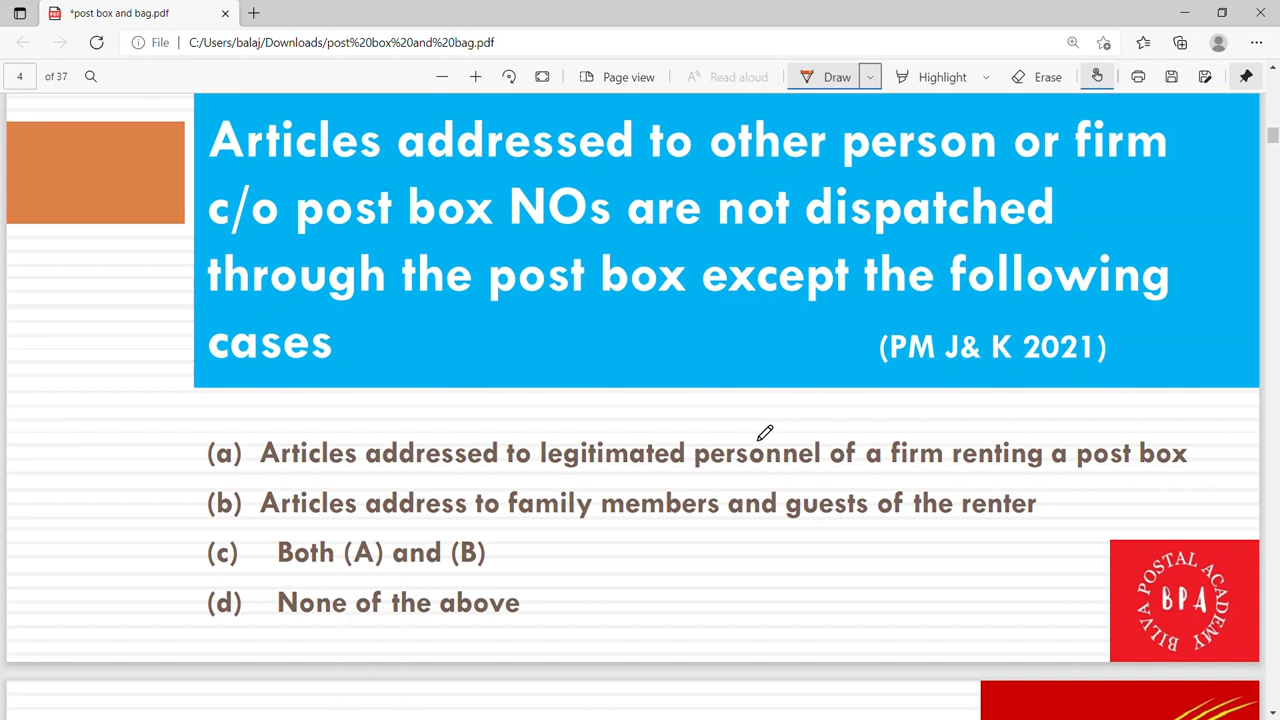 *post box and bag.pdf
File | C:/Users/balaj/Downloads/post%20box%20and%20bag.pdf
4 of 37 Page view Read aloud Draw Highlight Erase
Articles addressed to other person or firm
c/o post box NOs are not dispatched
through the post box except the following
cases (PM J& K 2021)
(a) Articles addressed to legitimated personnel of a firm renting a post box
(b) Articles address to family members and guests of the renter
(c) Both (A) and (B)
(d) None of the above
BILVA POSTAL ACADEMY
BPA